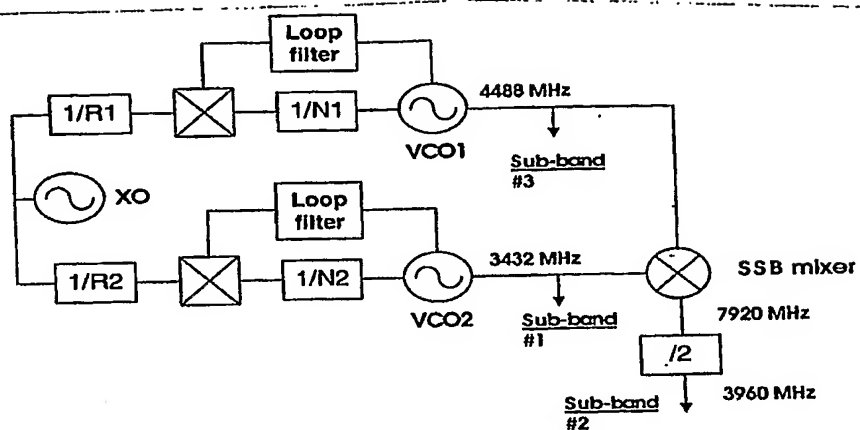 Loop
filter
4488 MHz
1/R1
1/N1
VCO1
Sub-band
#3
XO
Loop
filter
3432 MHz
1/R2
1/N2
SSB mixer
VCO2
Sub-band
#1
7920 MHz
/2
3960 MHz
Sub-band
#2